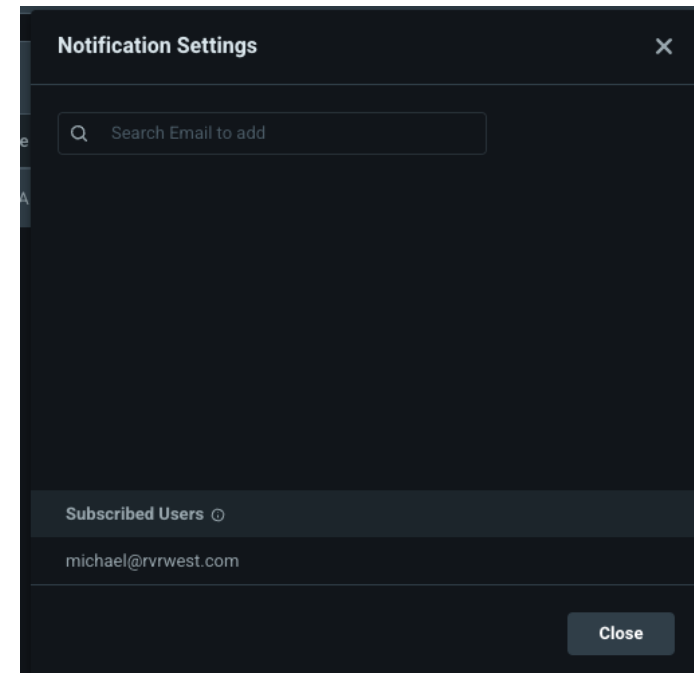 Notification Settings
Search Email to add
e
A
Subscribed Users
michael@rvrwest.com
Close